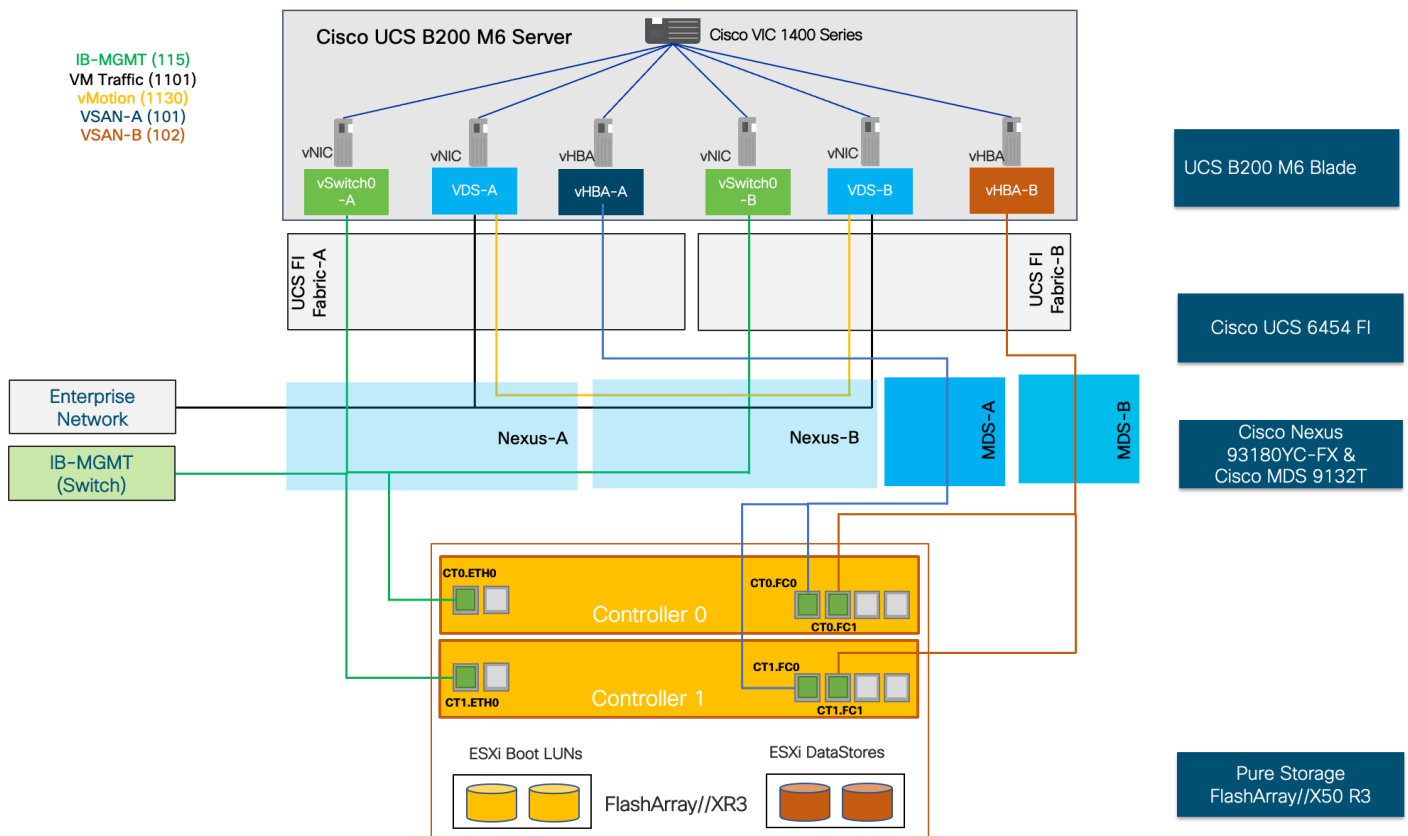 Cisco UCS B200 M6 Server
Cisco VIC 1400 Series
IB-MGMT (115)
VM Traffic (1101)
vMotion (1130)
VSAN-A (101)
VSAN-B (102)
vNIC
vNIC
vHBA
vNIC
vNIC
vHBA
vSwitch0
-A
VDS-A
vHBA-A
vSwitch0
-B
VDS-B
vHBA-B
UCS B200 M6 Blade
UCS FI
Fabric-A
UCS FI
Fabric-B
Cisco UCS 6454 FI
Enterprise
Network
IB-MGMT
(Switch)
Nexus-A
Nexus-B
MDS-A
MDS-B
Cisco Nexus
93180YC-FX &
Cisco MDS 9132T
CT0.ETH0
Controller 0
CT0.FC0
CT0.FC1
CT1.ETH0
Controller 1
CT1.FC0
CT1.FC1
ESXi Boot LUNs
ESXi DataStores
FlashArray//XR3
Pure Storage
FlashArray//X50 R3